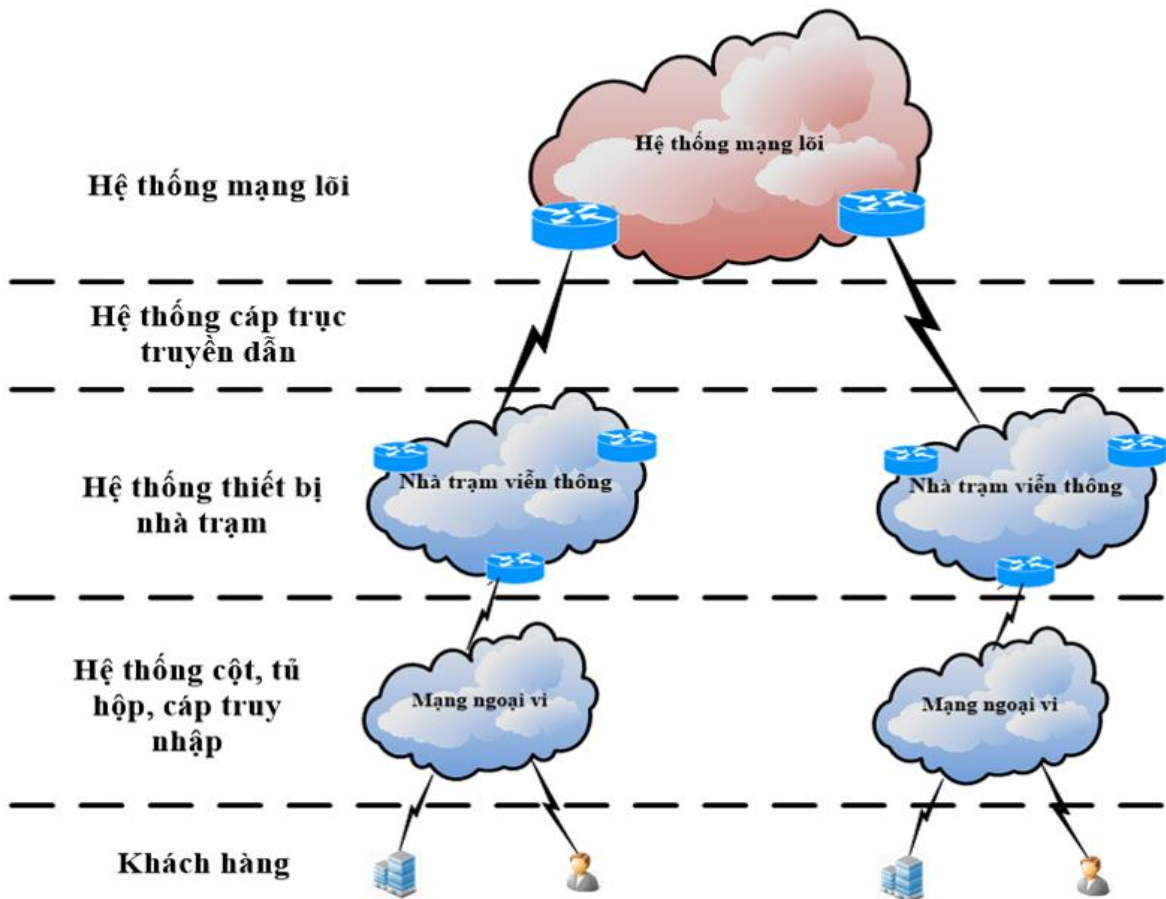 Hệ thống mạng lõi
Hệ thống mạng lõi
Hệ thống cáp trục
truyền dẫn
Hệ thống thiết bị
nhà trạm
Nhà trạm viễn thông
Nhà trạm viễn thông
Hệ thống cột, tủ
hộp, cáp truy
nhập
Mạng ngoại vi
Mạng ngoại vi
Khách hàng